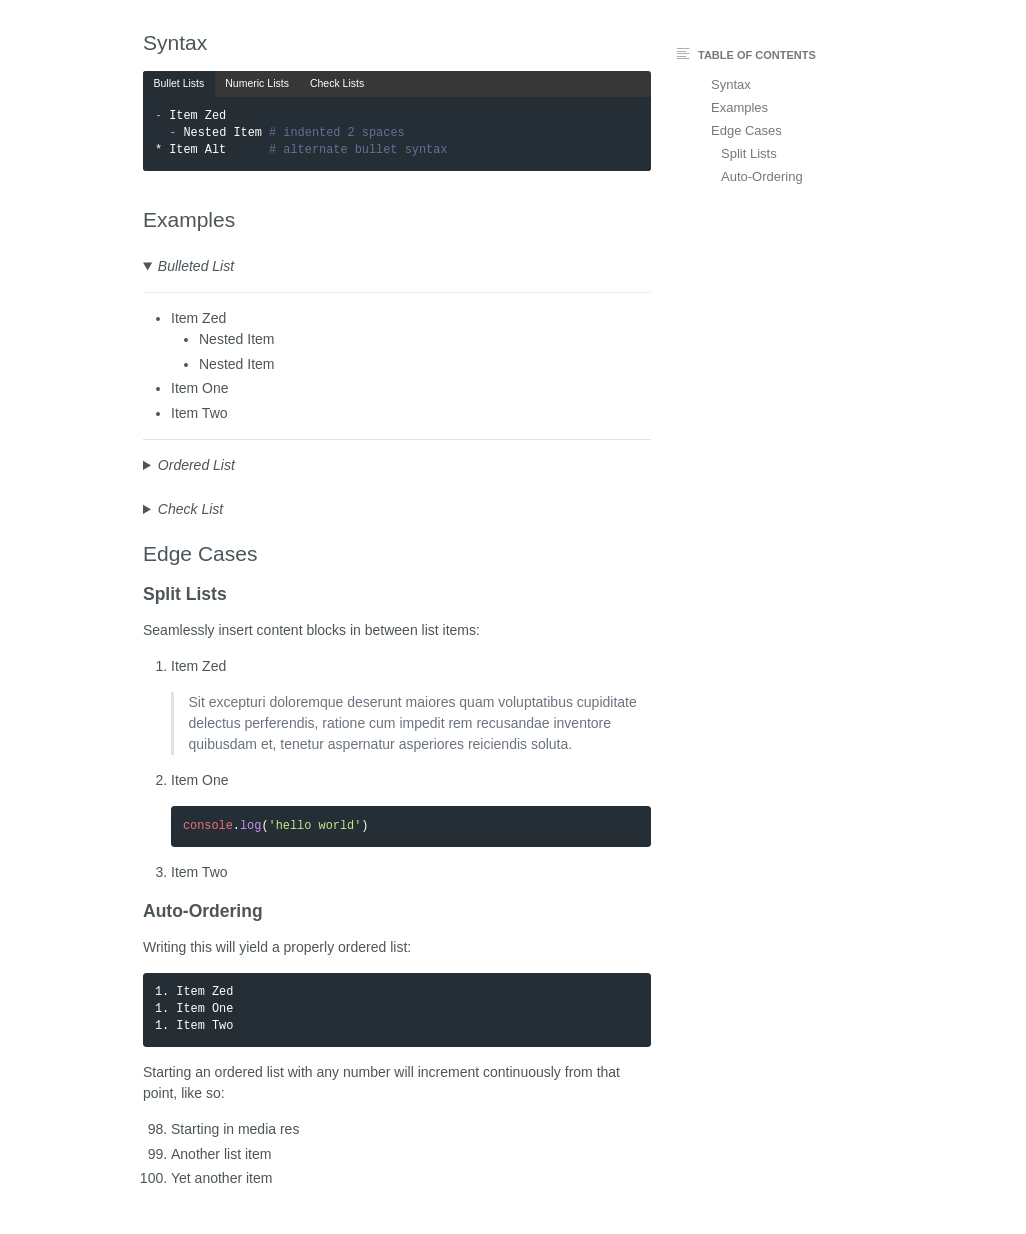 Syntax
Bullet Lists Numeric Lists Check Lists
- Item Zed
  - Nested Item # indented 2 spaces
* Item Alt      # alternate bullet syntax
Examples
Bulleted List
• Item Zed
• Nested Item
• Nested Item
• Item One
• Item Two
Ordered List
Check List
Edge Cases
Split Lists
Seamlessly insert content blocks in between list items:
1. Item Zed
Sit excepturi doloremque deserunt maiores quam voluptatibus cupiditate
delectus perferendis, ratione cum impedit rem recusandae inventore
quibusdam et, tenetur aspernatur asperiores reiciendis soluta.
2. Item One
console.log('hello world')
3. Item Two
Auto-Ordering
Writing this will yield a properly ordered list:
1. Item Zed
1. Item One
1. Item Two
Starting an ordered list with any number will increment continuously from that
point, like so:
98. Starting in media res
99. Another list item
100. Yet another item
TABLE OF CONTENTS
Syntax
Examples
Edge Cases
Split Lists
Auto-Ordering